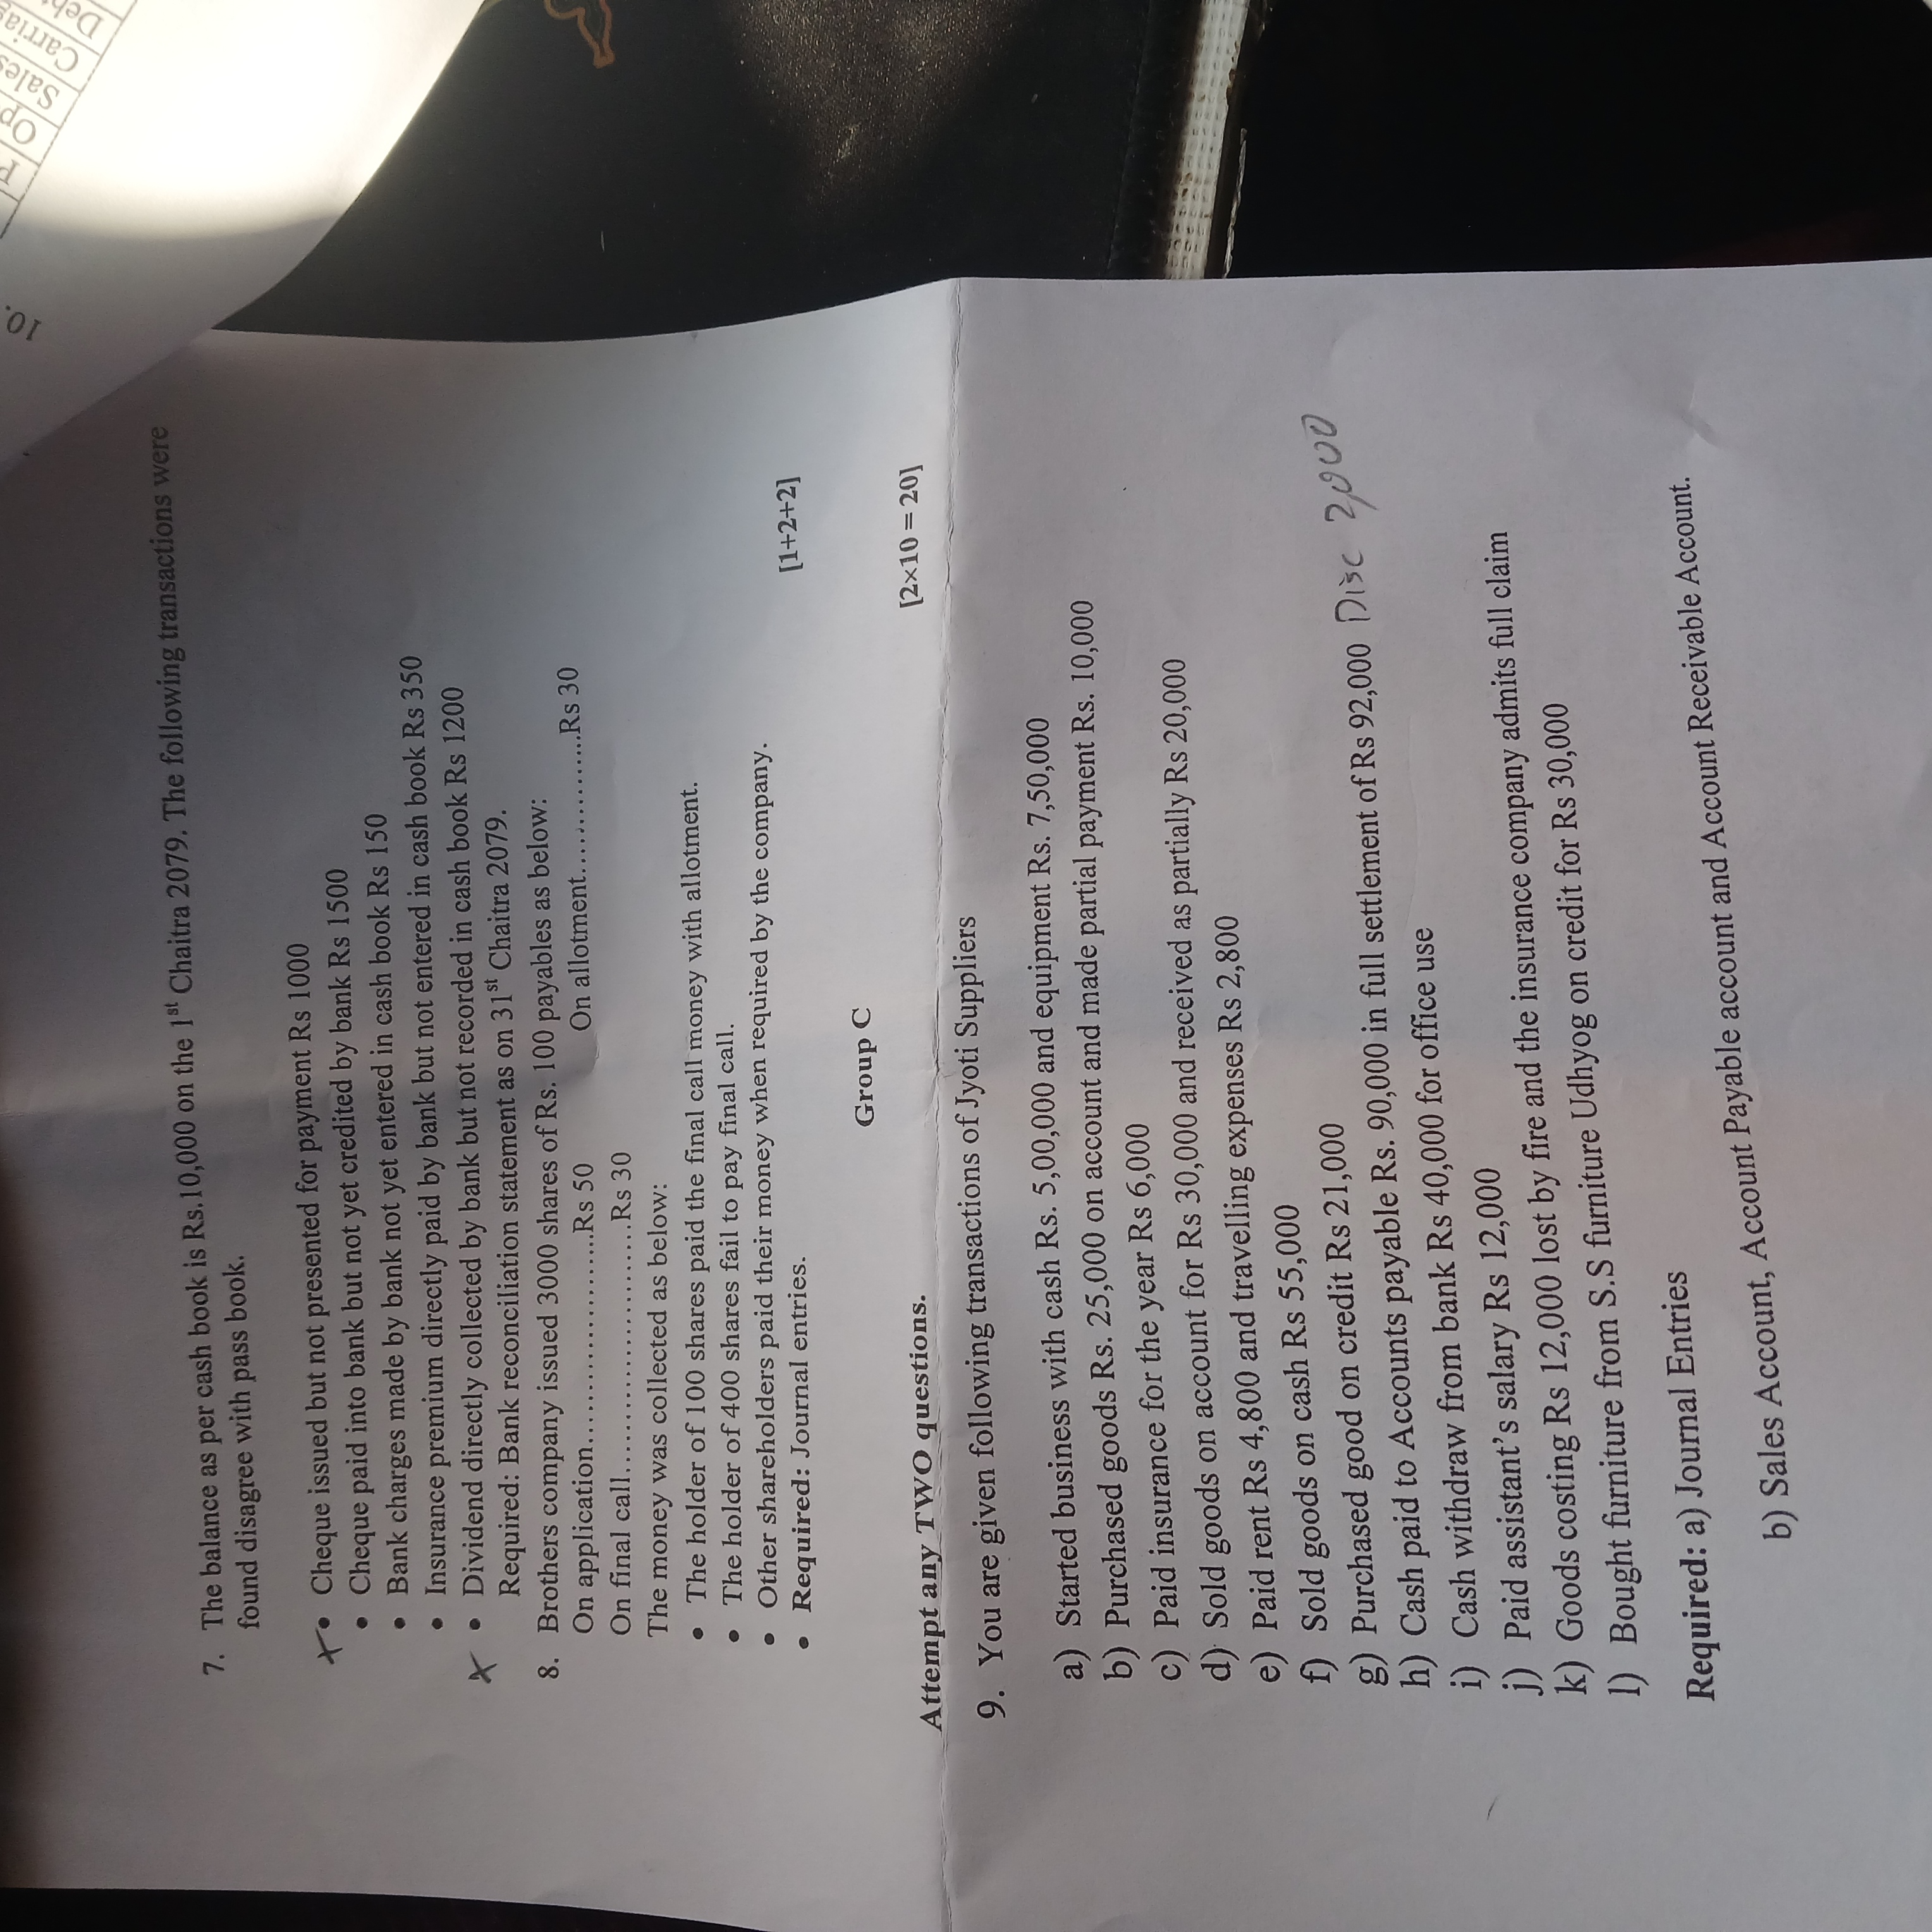 10.
Op
Sales
Carriag
7. The balance as per cash book is Rs.10,000 on the 1st Chaitra 2079. The following transactions were
found disagree with pass book.
• Cheque issued but not presented for payment Rs 1000
• Cheque paid into bank but not yet credited by bank Rs 1500
• Bank charges made by bank not yet entered in cash book Rs 150
• Insurance premium directly paid by bank but not entered in cash book Rs 350
• Dividend directly collected by bank but not recorded in cash book Rs 1200
Required: Bank reconciliation statement as on 31st Chaitra 2079.
8. Brothers company issued 3000 shares of Rs. 100 payables as below:
On application........................Rs 50 On allotment................Rs 30
On final call............................Rs 30
The money was collected as below:
• The holder of 100 shares paid the final call money with allotment.
• The holder of 400 shares fail to pay final call.
• Other shareholders paid their money when required by the company.
• Required: Journal entries. [1+2+2]
Group C
Attempt any TWO questions. [2×10 = 20]
9. You are given following transactions of Jyoti Suppliers
a) Started business with cash Rs. 5,00,000 and equipment Rs. 7,50,000
b) Purchased goods Rs. 25,000 on account and made partial payment Rs. 10,000
c) Paid insurance for the year Rs 6,000
d) Sold goods on account for Rs 30,000 and received as partially Rs 20,000
e) Paid rent Rs 4,800 and travelling expenses Rs 2,800
f) Sold goods on cash Rs 55,000
g) Purchased good on credit Rs 21,000
h) Cash paid to Accounts payable Rs. 90,000 in full settlement of Rs 92,000 Disc 2,000
i) Cash withdraw from bank Rs 40,000 for office use
j) Paid assistant's salary Rs 12,000
k) Goods costing Rs 12,000 lost by fire and the insurance company admits full claim
l) Bought furniture from S.S furniture Udhyog on credit for Rs 30,000
Required: a) Journal Entries
b) Sales Account, Account Payable account and Account Receivable Account.